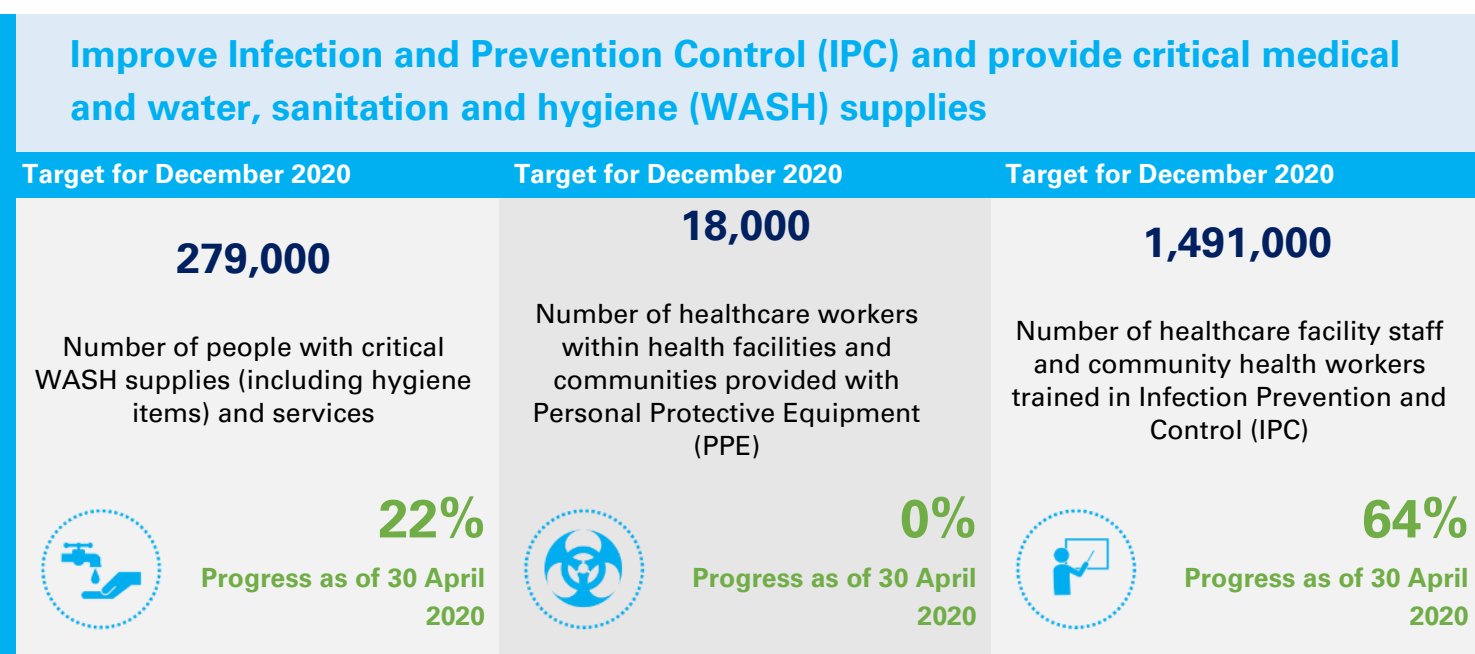 Improve Infection and Prevention Control (IPC) and provide critical medical
and water, sanitation and hygiene (WASH) supplies
Target for December 2020
279,000
Number of people with critical
WASH supplies (including hygiene
items) and services
22%
Progress as of 30 April
2020
Target for December 2020
18,000
Number of healthcare workers
within health facilities and
communities provided with
Personal Protective Equipment
(PPE)
0%
Progress as of 30 April
2020
Target for December 2020
1,491,000
Number of healthcare facility staff
and community health workers
trained in Infection Prevention and
Control (IPC)
64%
Progress as of 30 April
2020